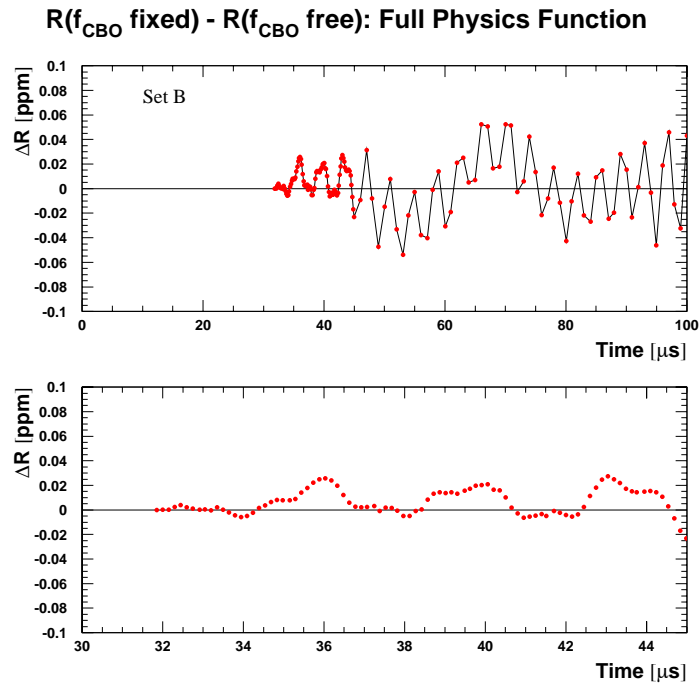 R(fCBO fixed) - R(fCBO free): Full Physics Function
ΔR [ppm]
0.1
0.08
0.06
0.04
0.02
0
-0.02
-0.04
-0.06
-0.08
-0.1
Set B
0 20 40 60 80 100
Time [μs]
ΔR [ppm]
0.1
0.08
0.06
0.04
0.02
0
-0.02
-0.04
-0.06
-0.08
-0.1
30 32 34 36 38 40 42 44
Time [μs]